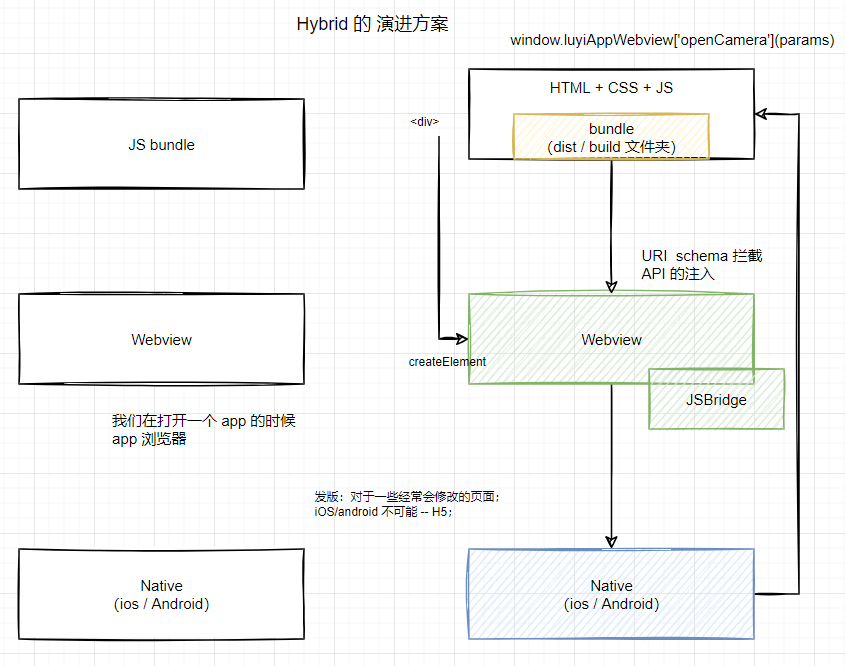 Hybrid 的 演进方案
window.luyiAppWebview['openCamera'](params)
HTML + CSS + JS
<div>
bundle
（dist / build 文件夹）
JS bundle
URI  schema 拦截
API 的注入
Webview
Webview
createElement
JSBridge
我们在打开一个 app 的时候
app 浏览器
发版：对于一些经常会修改的页面；
iOS/android 不可能 -- H5；
Native
（ios / Android）
Native
（ios / Android）